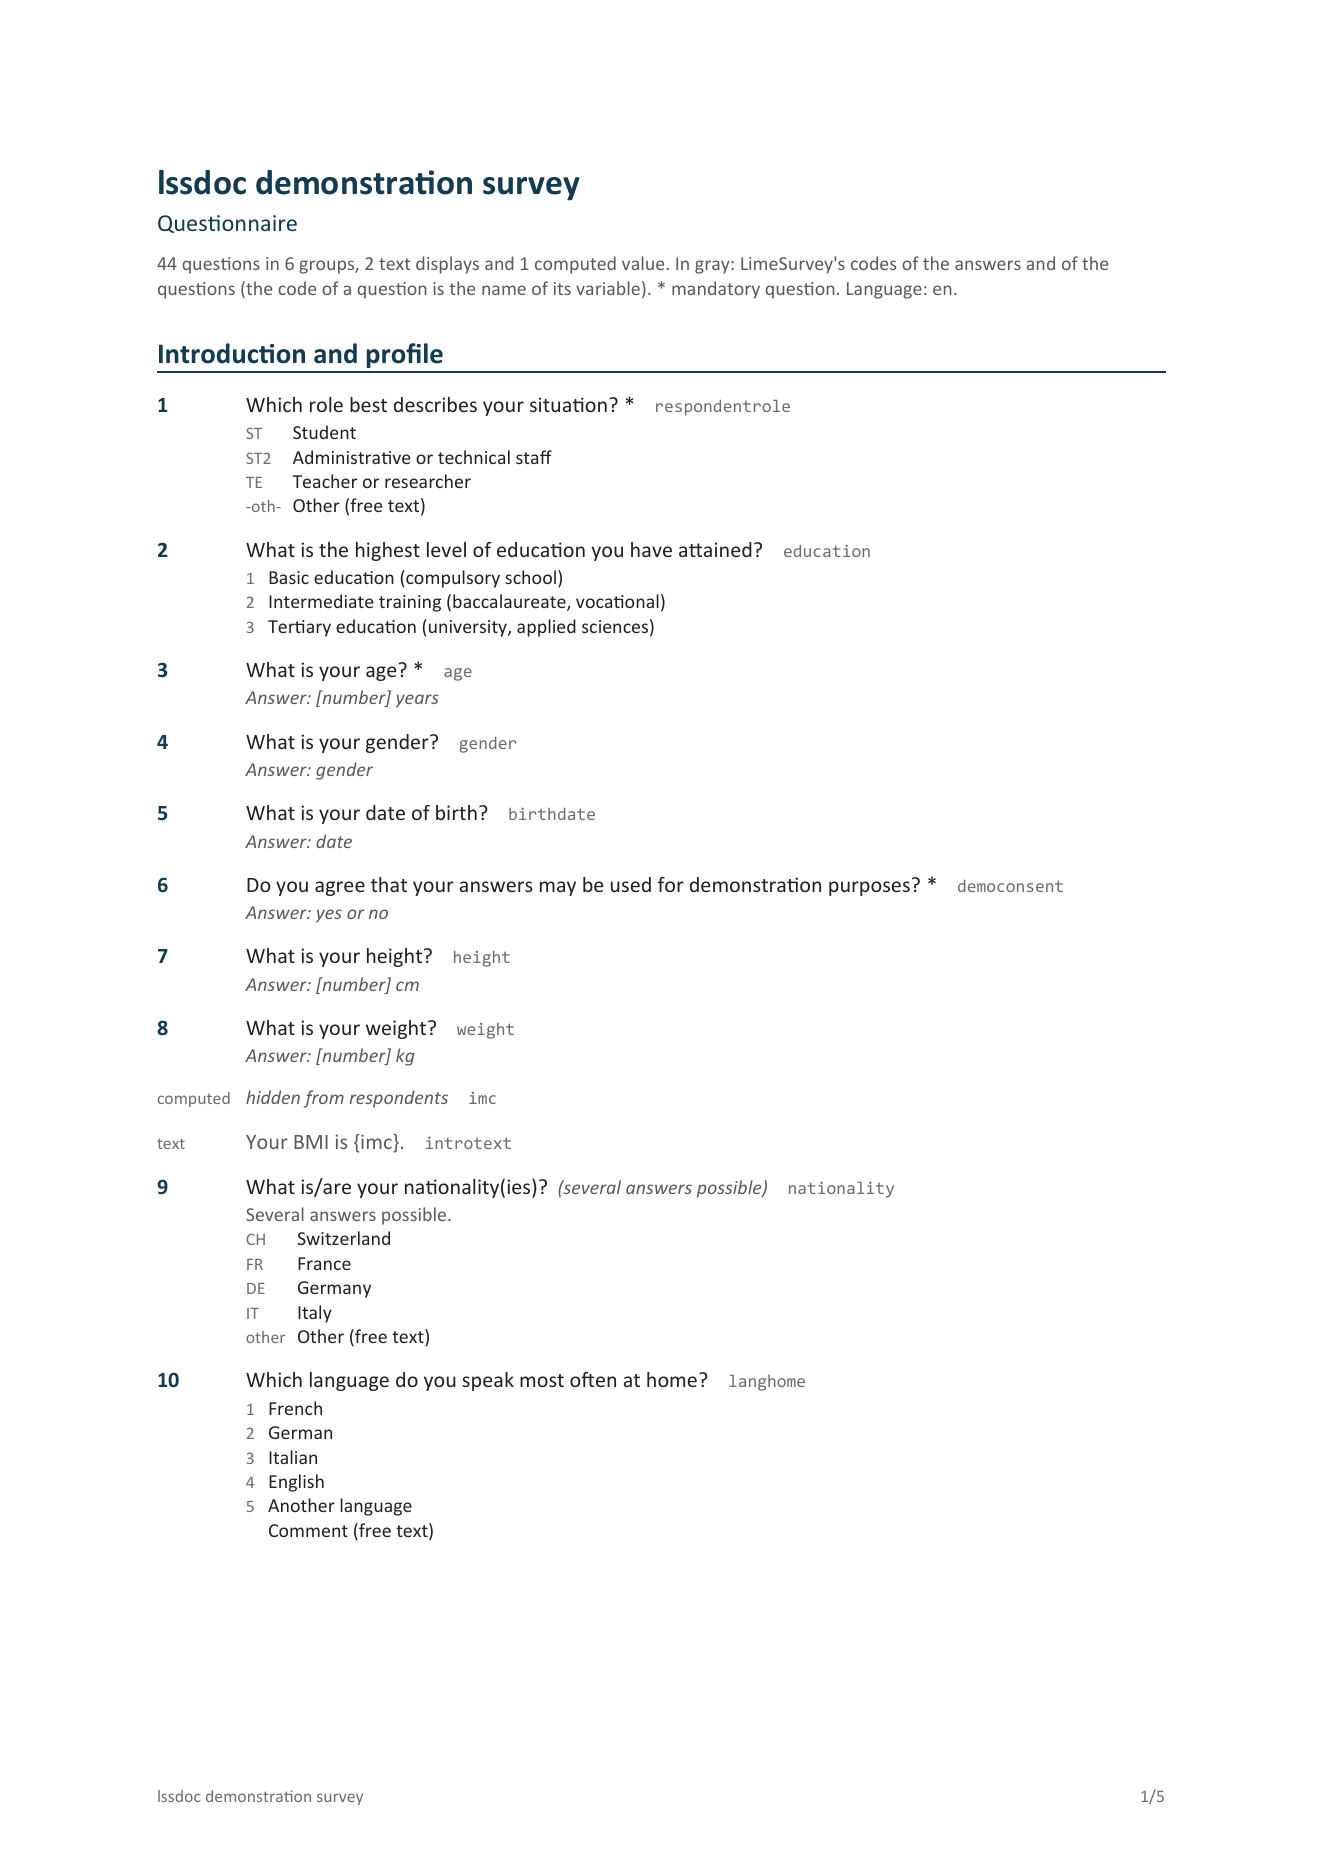 lssdoc demonstration survey
Questionnaire
44 questions in 6 groups, 2 text displays and 1 computed value. In gray: LimeSurvey's codes of the answers and of the
questions (the code of a question is the name of its variable). * mandatory question. Language: en.
Introduction and profile
1 Which role best describes your situation? * respondentrole
ST Student
ST2 Administrative or technical staff
TE Teacher or researcher
-oth- Other (free text)
2 What is the highest level of education you have attained? education
1 Basic education (compulsory school)
2 Intermediate training (baccalaureate, vocational)
3 Tertiary education (university, applied sciences)
3 What is your age? * age
Answer: [number] years
4 What is your gender? gender
Answer: gender
5 What is your date of birth? birthdate
Answer: date
6 Do you agree that your answers may be used for demonstration purposes? * democonsent
Answer: yes or no
7 What is your height? height
Answer: [number] cm
8 What is your weight? weight
Answer: [number] kg
computed hidden from respondents imc
text Your BMI is {imc}. introtext
9 What is/are your nationality(ies)? (several answers possible) nationality
Several answers possible.
CH Switzerland
FR France
DE Germany
IT Italy
other Other (free text)
10 Which language do you speak most often at home? langhome
1 French
2 German
3 Italian
4 English
5 Another language
Comment (free text)
lssdoc demonstration survey 1/5